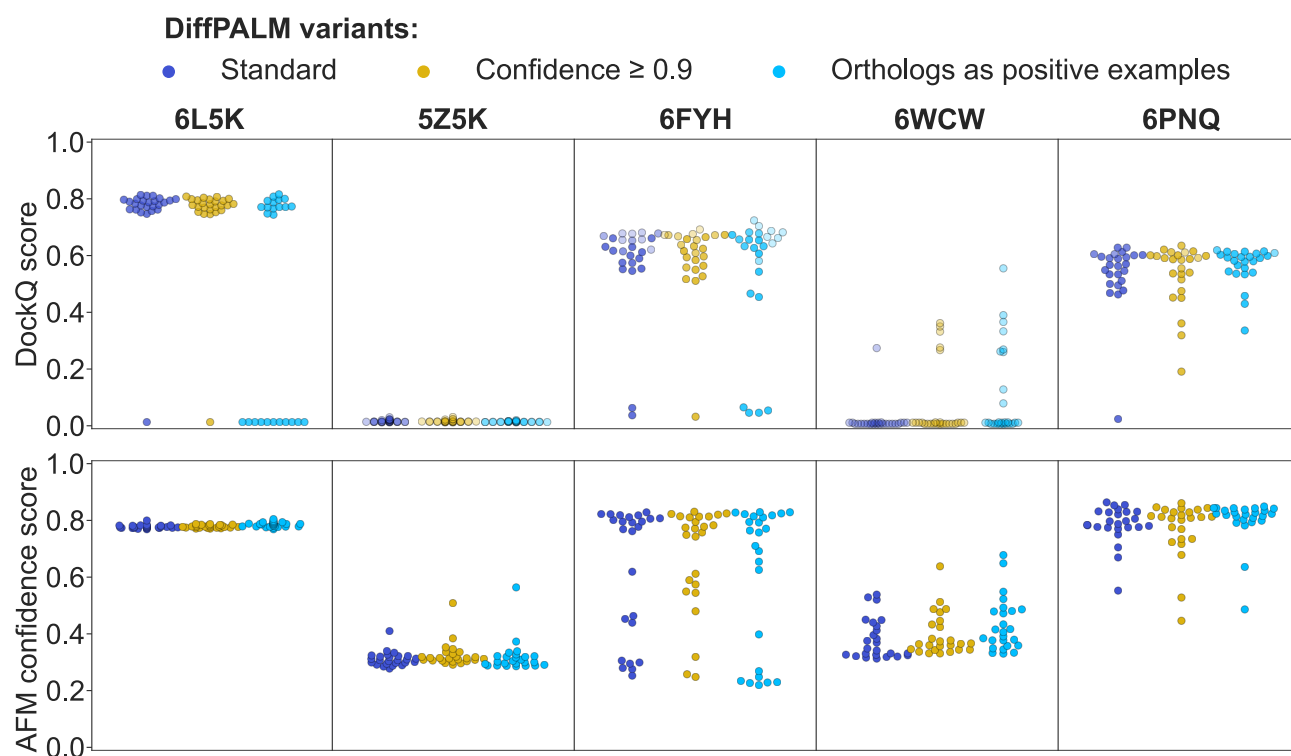 DiffPALM variants:
Standard Confidence ≥ 0.9 Orthologs as positive examples
6L5K 5Z5K 6FYH 6WCW 6PNQ
DockQ score
1.0
0.8
0.6
0.4
0.2
0.0
AFM confidence score
1.0
0.8
0.6
0.4
0.2
0.0